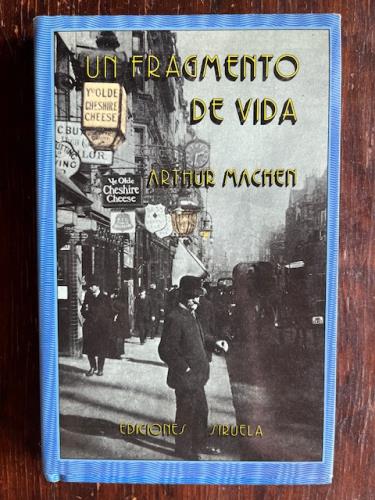 UN FRAGMENTO
DE VIDA
Ye OLDE
CHESHIRE
CHEESE
ARTHUR MACHEN
Ye Olde
Cheshire
Cheese
EDICIONES SIRUELA